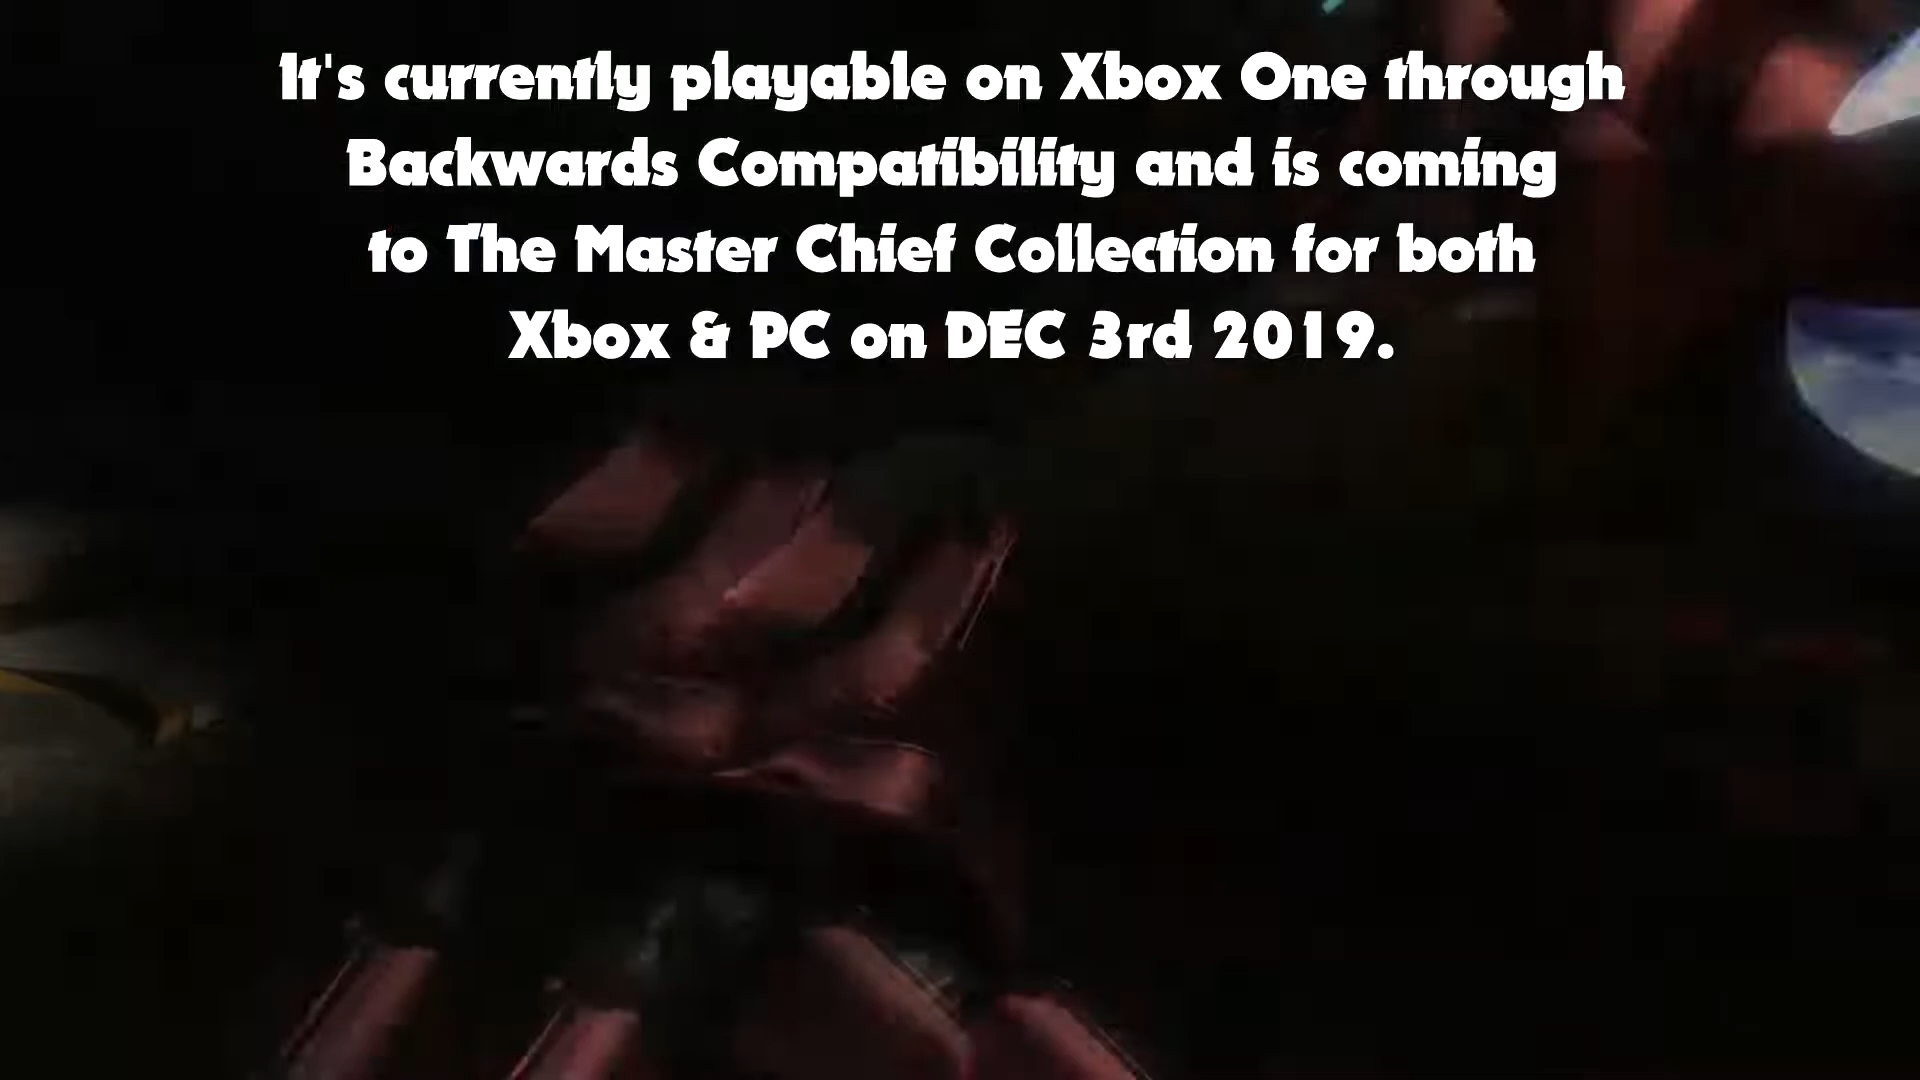 It's currently playable on Xbox One through
Backwards Compatibility and is coming
to The Master Chief Collection for both
Xbox & PC on DEC 3rd 2019.